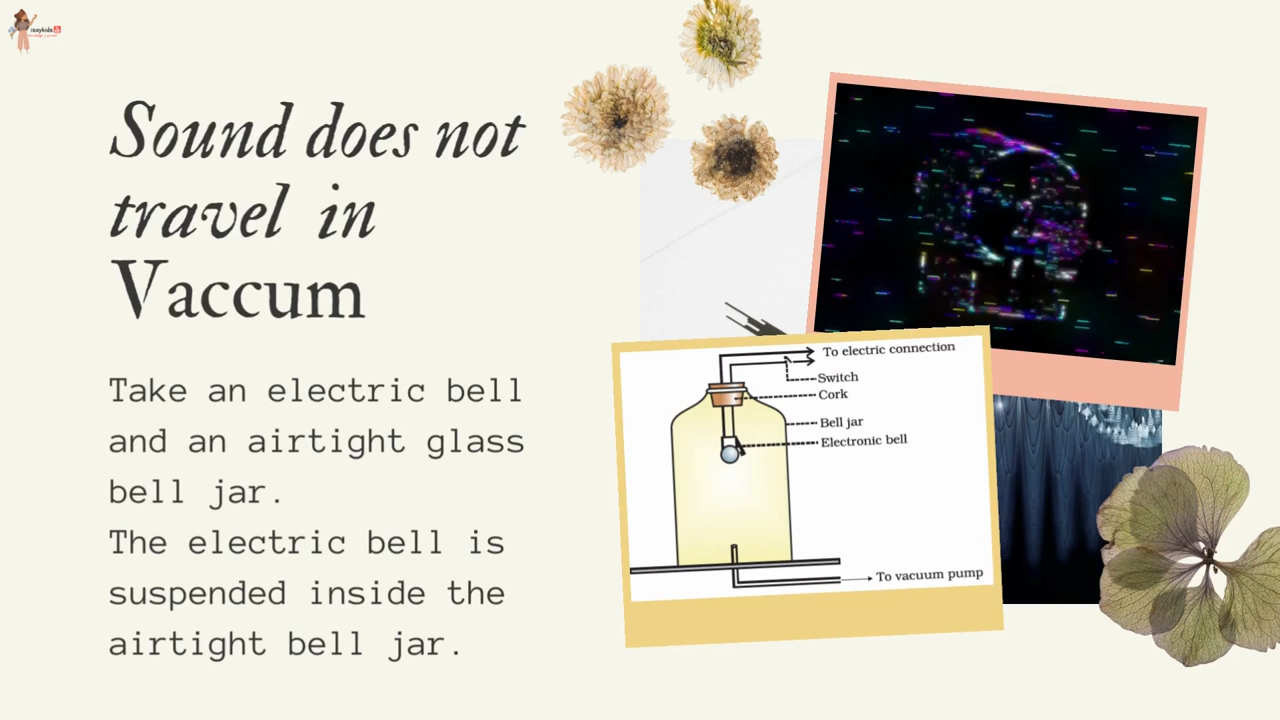 isaykids
Sound does not
travel in
Vaccum
Take an electric bell
and an airtight glass
bell jar.
The electric bell is
suspended inside the
airtight bell jar.
To electric connection
Switch
Cork
Bell jar
Electronic bell
To vacuum pump